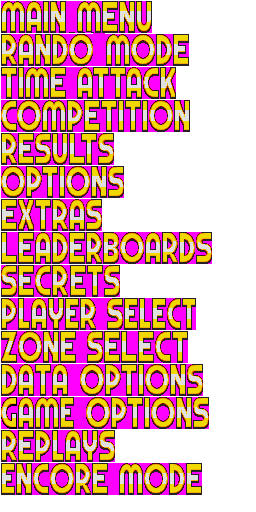 MAIN MENU
RANDO MODE
TIME ATTACK
COMPETITION
RESULTS
OPTIONS
EXTRAS
LEADERBOARDS
SECRETS
PLAYER SELECT
ZONE SELECT
DATA OPTIONS
GAME OPTIONS
REPLAYS
ENCORE MODE